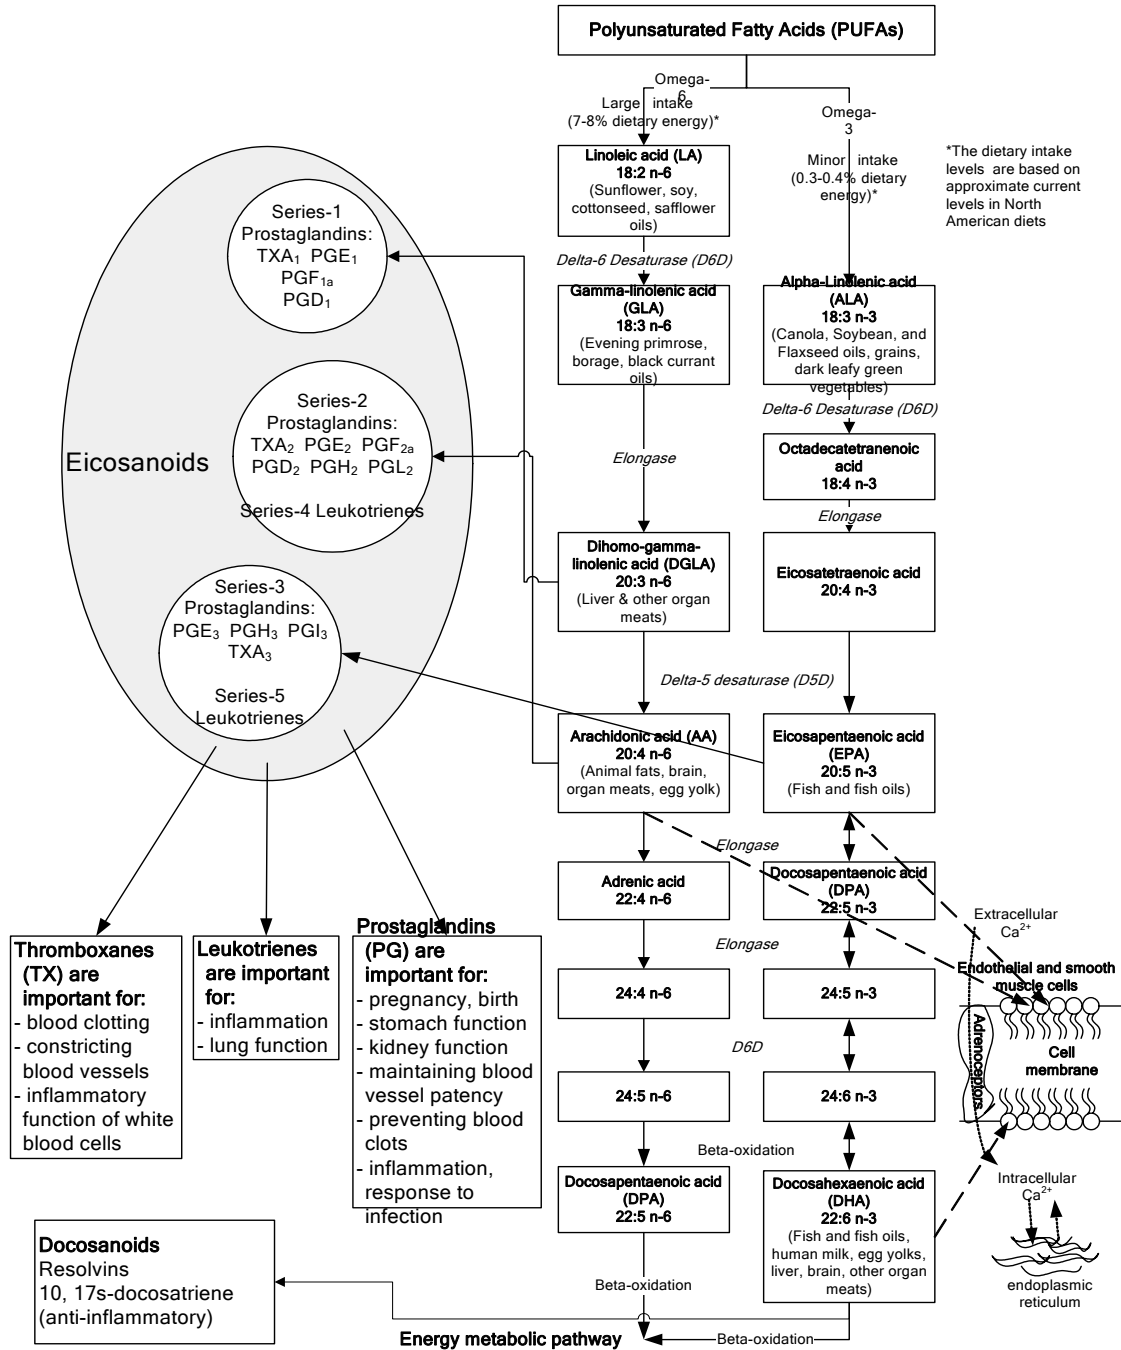 Polyunsaturated Fatty Acids (PUFAs)
Omega-
6
Large intake
(7-8% dietary energy)*
Omega-
3
Minor intake
(0.3-0.4% dietary
energy)*
*The dietary intake
levels are based on
approximate current
levels in North
American diets
Linoleic acid (LA)
18:2 n-6
(Sunflower, soy,
cottonseed, safflower
oils)
Delta-6 Desaturase (D6D)
Gamma-linolenic acid
(GLA)
18:3 n-6
(Evening primrose,
borage, black currant
oils)
Alpha-Linolenic acid
(ALA)
18:3 n-3
(Canola, Soybean, and
Flaxseed oils, grains,
dark leafy green
vegetables)
Delta-6 Desaturase (D6D)
Elongase
Octadecatetranenoic
acid
18:4 n-3
Elongase
Dihomo-gamma-
linolenic acid (DGLA)
20:3 n-6
(Liver & other organ
meats)
Eicosatetraenoic acid
20:4 n-3
Delta-5 desaturase (D5D)
Arachidonic acid (AA)
20:4 n-6
(Animal fats, brain,
organ meats, egg yolk)
Eicosapentaenoic acid
(EPA)
20:5 n-3
(Fish and fish oils)
Elongase
Adrenic acid
22:4 n-6
Docosapentaenoic acid
(DPA)
22:5 n-3
Elongase
24:4 n-6
24:5 n-3
D6D
24:5 n-6
24:6 n-3
Beta-oxidation
Docosapentaenoic acid
(DPA)
22:5 n-6
Docosahexaenoic acid
(DHA)
22:6 n-3
(Fish and fish oils,
human milk, egg yolks,
liver, brain, other organ
meats)
Beta-oxidation
Energy metabolic pathway
Beta-oxidation
Eicosanoids
Series-1
Prostaglandins:
TXA1 PGE1
PGF1a
PGD1
Series-2
Prostaglandins:
TXA2 PGE2 PGF2a
PGD2 PGH2 PGL2
Series-4 Leukotrienes
Series-3
Prostaglandins:
PGE3 PGH3 PGI3
TXA3
Series-5
Leukotrienes
Thromboxanes
(TX) are
important for:
- blood clotting
- constricting
blood vessels
- inflammatory
function of white
blood cells
Leukotrienes
are important
for:
- inflammation
- lung function
Prostaglandins
(PG) are
important for:
- pregnancy, birth
- stomach function
- kidney function
- maintaining blood
vessel patency
- preventing blood
clots
- inflammation,
response to
infection
Docosanoids
Resolvins
10, 17s-docosatriene
(anti-inflammatory)
Extracellular
Ca2+
Endothelial and smooth
muscle cells
Adrenoceptors
Cell
membrane
Intracellular
Ca2+
endoplasmic
reticulum